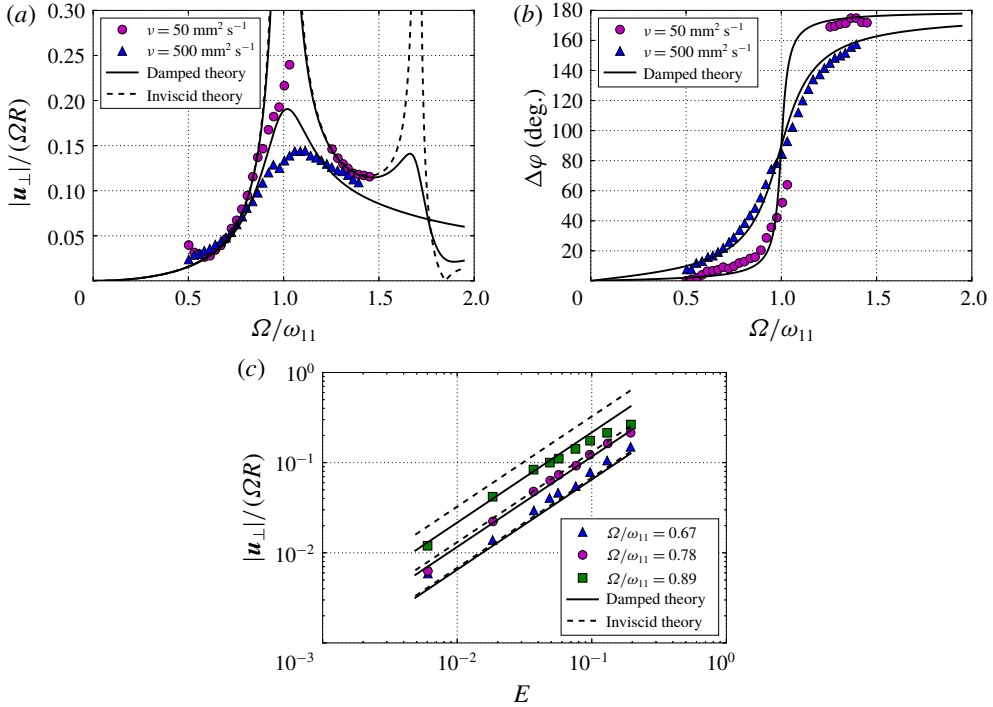 (a)
0.30
0.25
0.20
0.15
0.10
0.05
|u⊥|/(ΩR)
ν = 50 mm² s⁻¹
ν = 500 mm² s⁻¹
Damped theory
Inviscid theory
0
0.5
1.0
1.5
2.0
Ω/ω₁₁
(b)
180
160
140
120
100
80
60
40
20
Δφ (deg.)
ν = 50 mm² s⁻¹
ν = 500 mm² s⁻¹
Damped theory
0
0.5
1.0
1.5
2.0
Ω/ω₁₁
(c)
10⁰
10⁻¹
10⁻²
10⁻³
|u⊥|/(ΩR)
Ω/ω₁₁ = 0.67
Ω/ω₁₁ = 0.78
Ω/ω₁₁ = 0.89
Damped theory
Inviscid theory
10⁻²
10⁻¹
10⁰
E